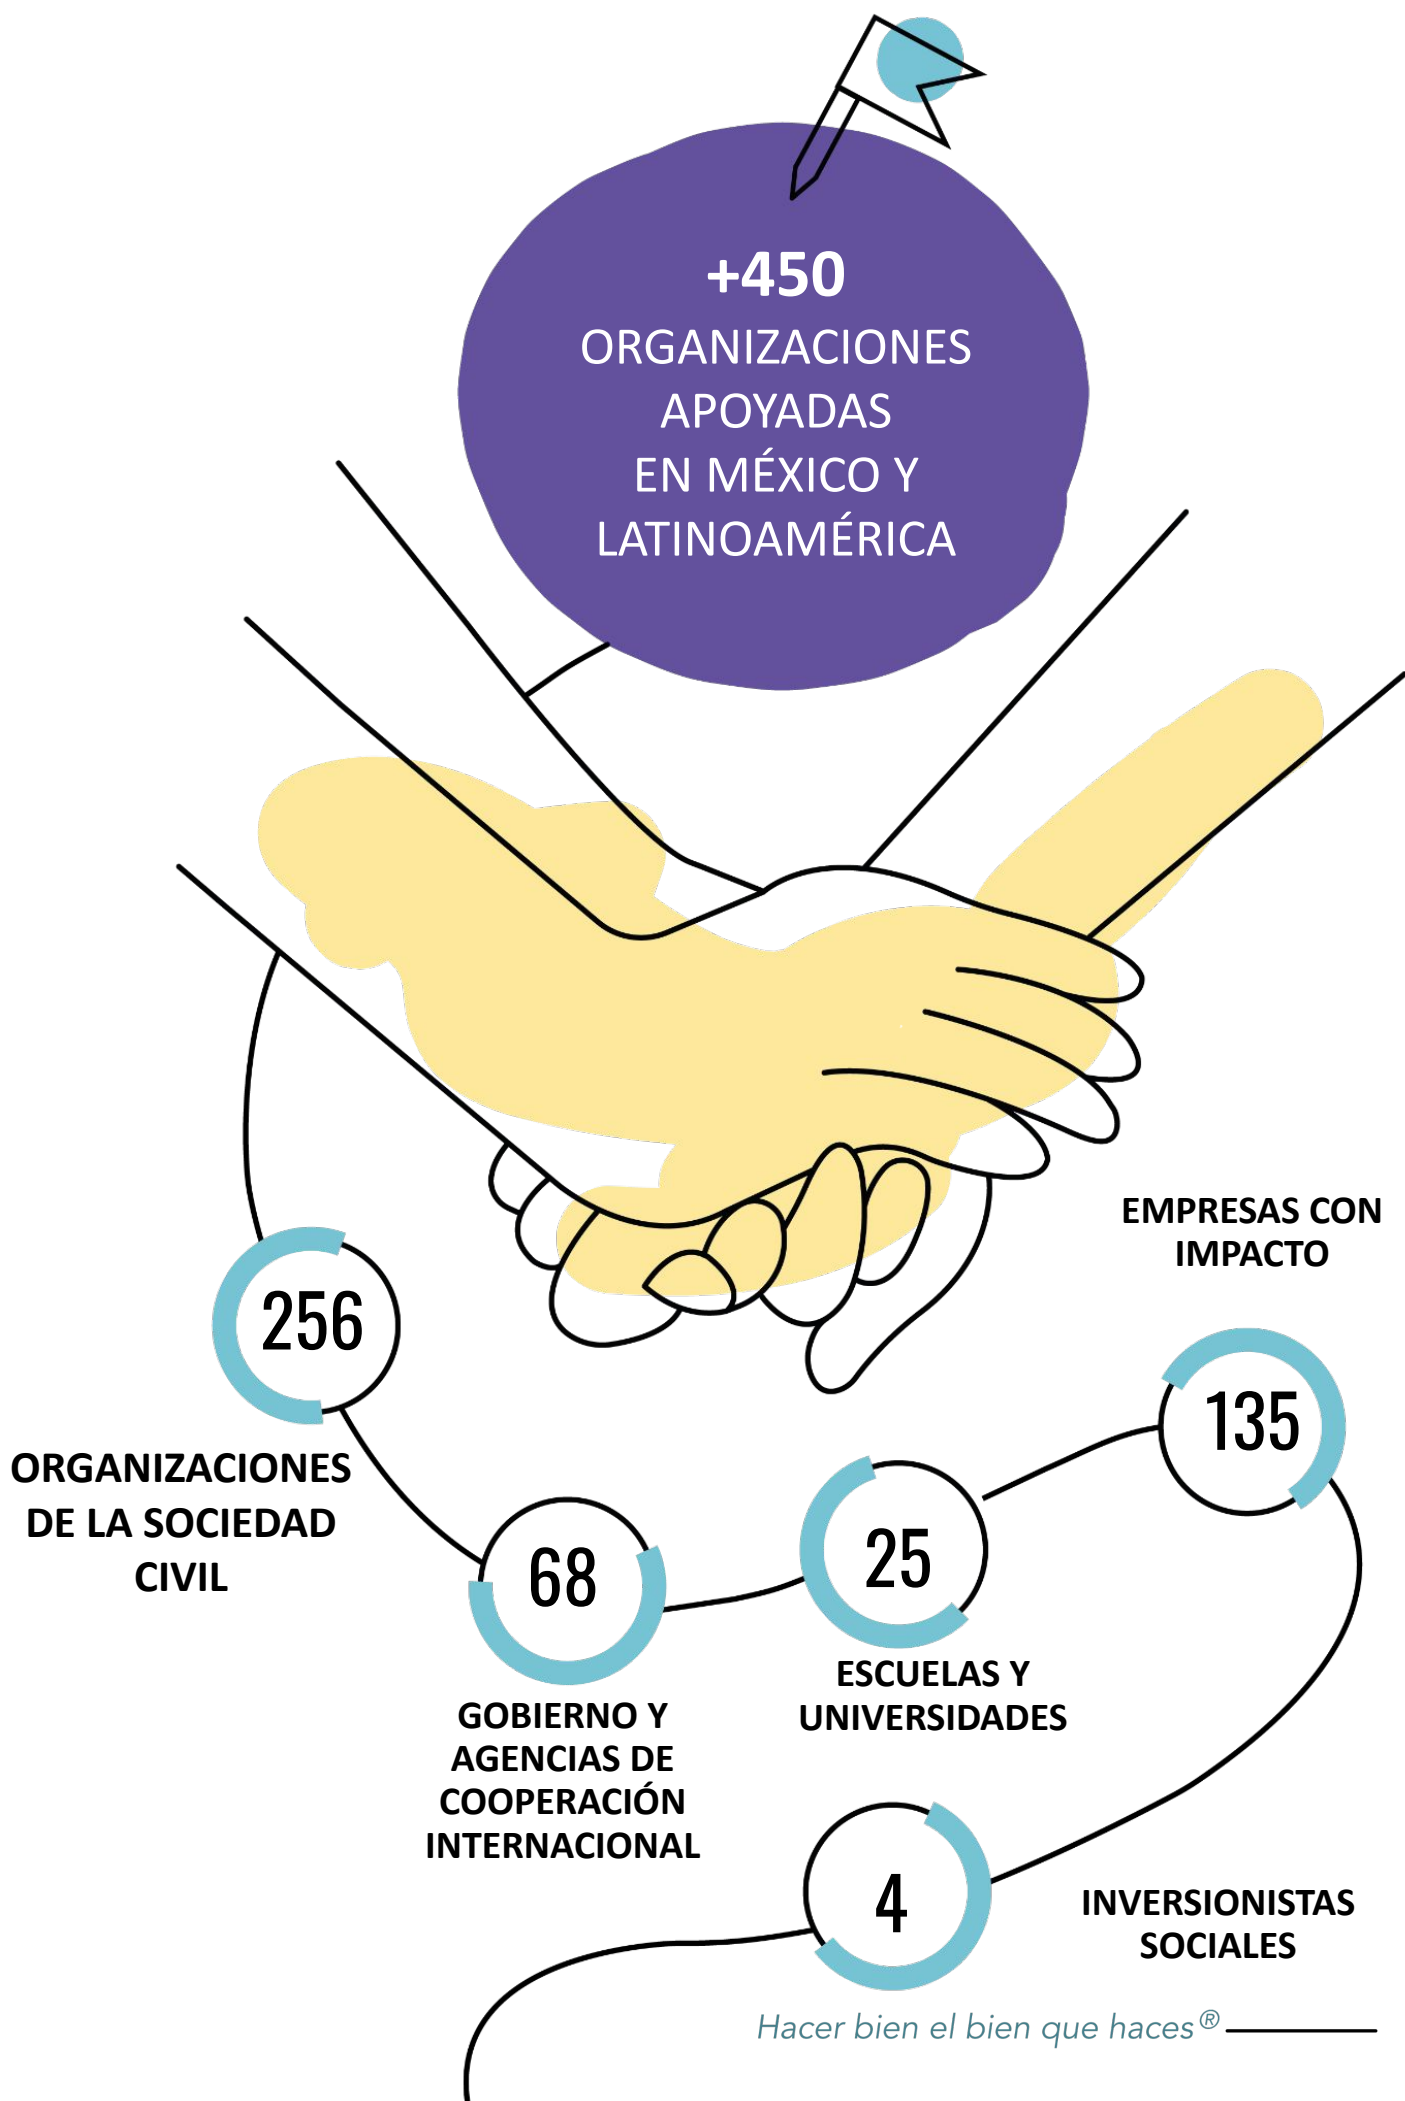 +450
ORGANIZACIONES
APOYADAS
EN MÉXICO Y
LATINOAMÉRICA
256
ORGANIZACIONES
DE LA SOCIEDAD
CIVIL
68
GOBIERNO Y
AGENCIAS DE
COOPERACIÓN
INTERNACIONAL
25
ESCUELAS Y
UNIVERSIDADES
EMPRESAS CON
IMPACTO
135
4
INVERSIONISTAS
SOCIALES
Hacer bien el bien que haces®